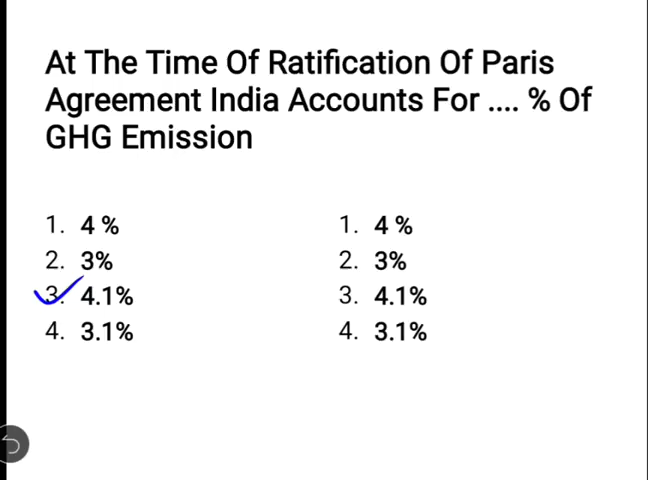 At The Time Of Ratification Of Paris
Agreement India Accounts For .... % Of
GHG Emission
1. 4 %
2. 3%
3. 4.1%
4. 3.1%
1. 4 %
2. 3%
3. 4.1%
4. 3.1%